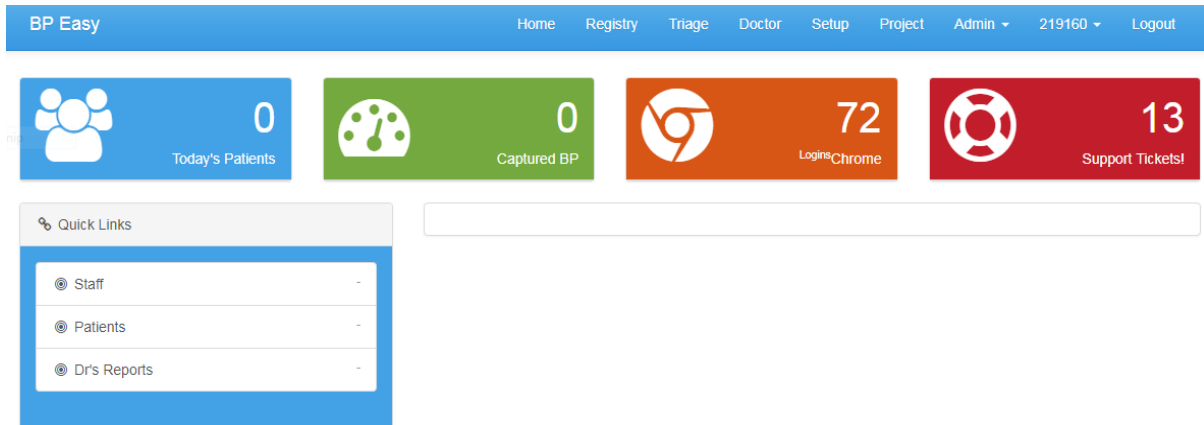 BP Easy Home Registry Triage Doctor Setup Project Admin 219160 Logout
0
Today's Patients
0
Captured BP
72
LoginsChrome
13
Support Tickets!
nip
Quick Links
Staff -
Patients -
Dr's Reports -